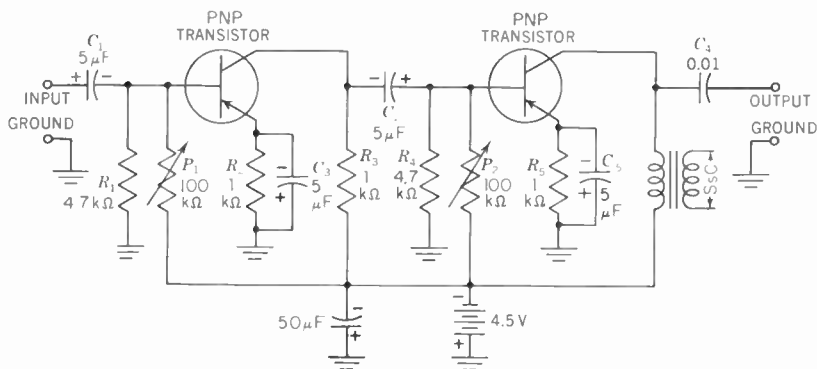 PNP
TRANSISTOR
PNP
TRANSISTOR
C₁
5μF
+ -
INPUT
GROUND
R₁
4.7kΩ
P₁
100
kΩ
R
1
kΩ
-
+
C₃
5
μF
R₃
1
kΩ
- +
C
5μF
R₄
4.7
kΩ
P₂
100
kΩ
R₅
1
kΩ
-
+
C₅
5
μF
C₄
0.01
OUTPUT
GROUND
SSC
50μF
-
+
-
+
4.5V